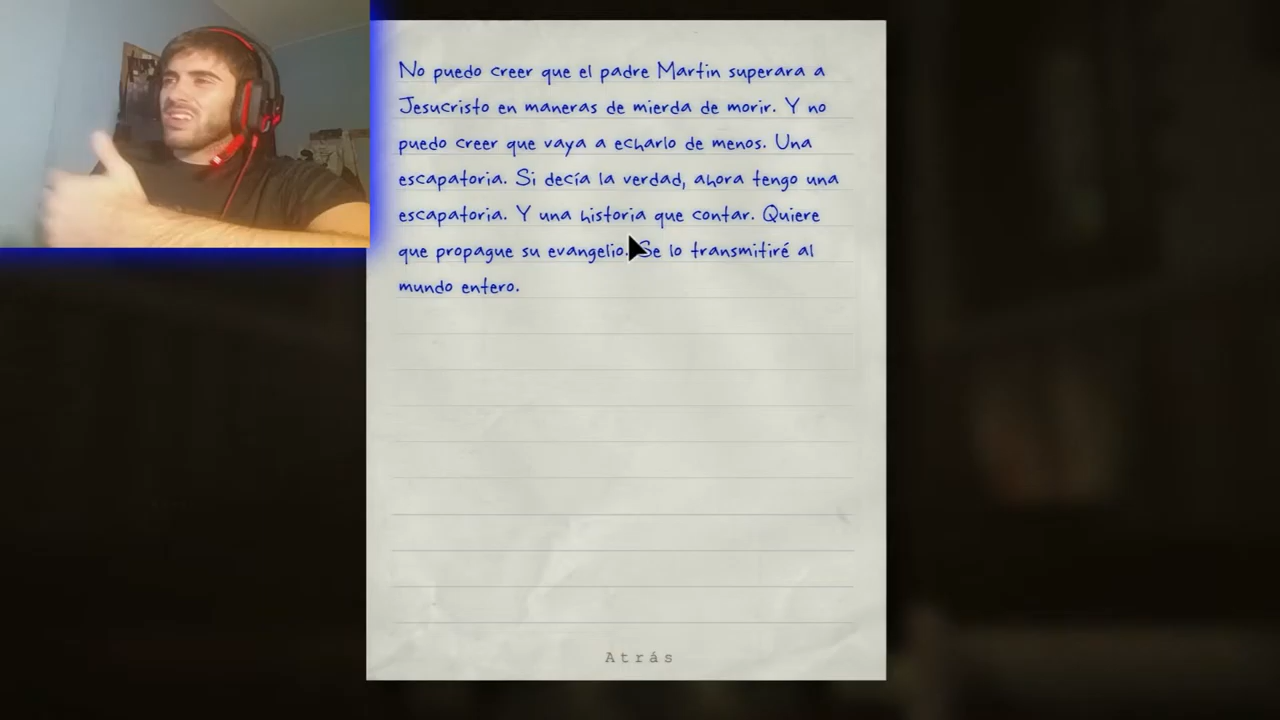 No puedo creer que el padre Martin superara a
Jesucristo en maneras de mierda de morir. Y no
puedo creer que vaya a echarlo de menos. Una
escapatoria. Si decía la verdad, ahora tengo una
escapatoria. Y una historia que contar. Quiere
que propague su evangelio. Se lo transmitiré al
mundo entero.
Atrás